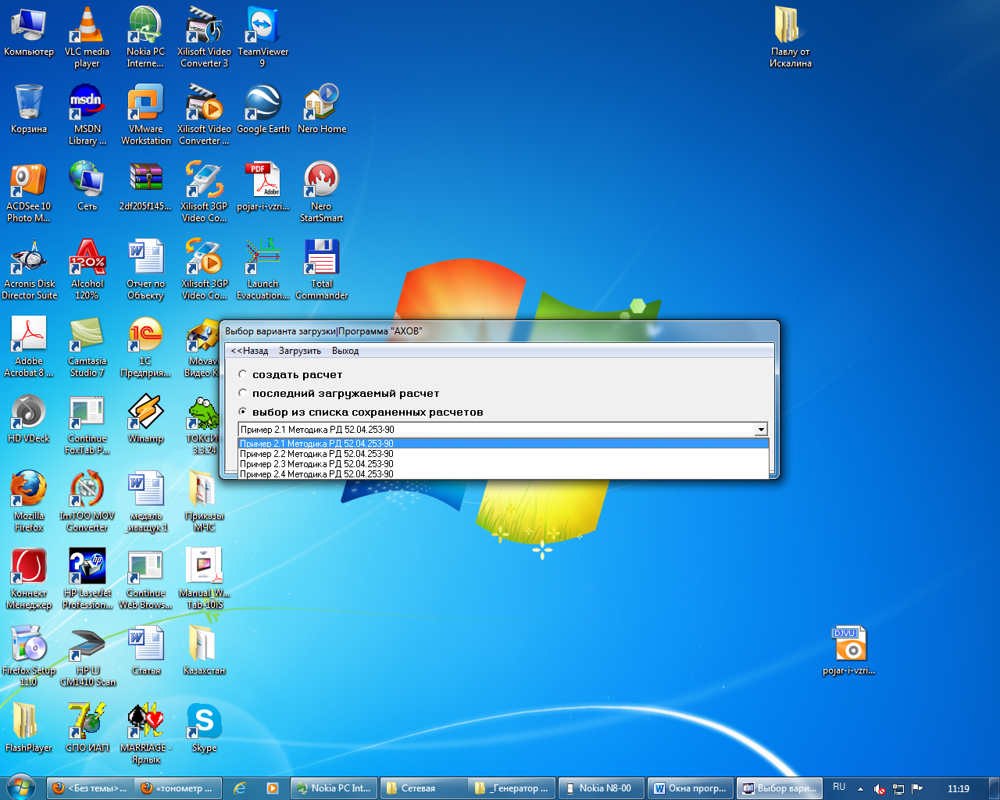 Компьютер
VLC media
player
Nokia PC
Interne...
Xilisoft Video
Converter 3
TeamViewer
9
Павлу от
Искалина
Корзина
msdn
MSDN
Library ...
VMware
Workstation
Xilisoft Video
Converter ...
Google Earth
Nero Home
ACDSee 10
Photo M...
Сеть
2df205f145...
Xilisoft 3GP
Video Co...
PDF
Adobe
pojar-i-vzri...
Nero
StartSmart
Acronis Disk
Director Suite
120%
Alcohol
120%
Отчет по
Объекту
Xilisoft 3GP
Video Co...
Launch
Evacuation...
Total
Commander
Adobe
Acrobat 8 ...
Camtasia
Studio 7
1С
Предприя...
Movavi
Видео К
HD VDeck
Continue
FoxTab P...
Winamp
ТОКСИ-
3.3.24
Выбор варианта загрузки|Программа "АХОВ"
<<Назад Загрузить Выход
создать расчет
последний загружаемый расчет
выбор из списка сохраненных расчетов
Пример 2.1 Методика РД 52.04.253-90
Пример 2.1 Методика РД 52.04.253-90
Пример 2.2 Методика РД 52.04.253-90
Пример 2.3 Методика РД 52.04.253-90
Пример 2.4 Методика РД 52.04.253-90
Mozilla
Firefox
ImTOO MOV
Converter
медаль
_иващук 1
Приказы
МЧС
Коннект
Менеджер
HP LaserJet
Profession...
Continue
Web Brows...
Manual_W...
Tab-10iS
Firefox Setup
11.0
HP LJ
CM1410 Scan
Статья
Казахстан
DJVU
pojar-i-vzri...
FlashPlayer
СПО ИАП
MARRIAGE -
Ярлык
Skype
<Без темы>...
«тонометр ...
Nokia PC Int...
Сетевая
_Генератор ...
Nokia N8-00
Окна прогр...
Выбор вари...
RU
11:19